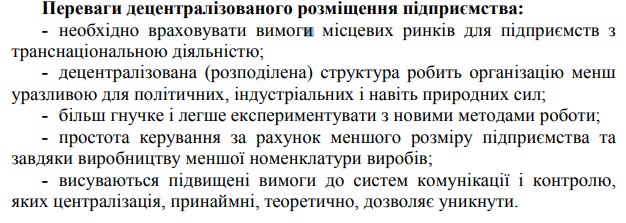 Переваги децентралізованого розміщення підприємства:
- необхідно враховувати вимоги місцевих ринків для підприємств з
транснаціональною діяльністю;
- децентралізована (розподілена) структура робить організацію менш
уразливою для політичних, індустріальних і навіть природних сил;
- більш гнучке і легше експериментувати з новими методами роботи;
- простота керування за рахунок меншого розміру підприємства та
завдяки виробництву меншої номенклатури виробів;
- висуваються підвищені вимоги до систем комунікації і контролю,
яких централізація, принаймні, теоретично, дозволяє уникнути.